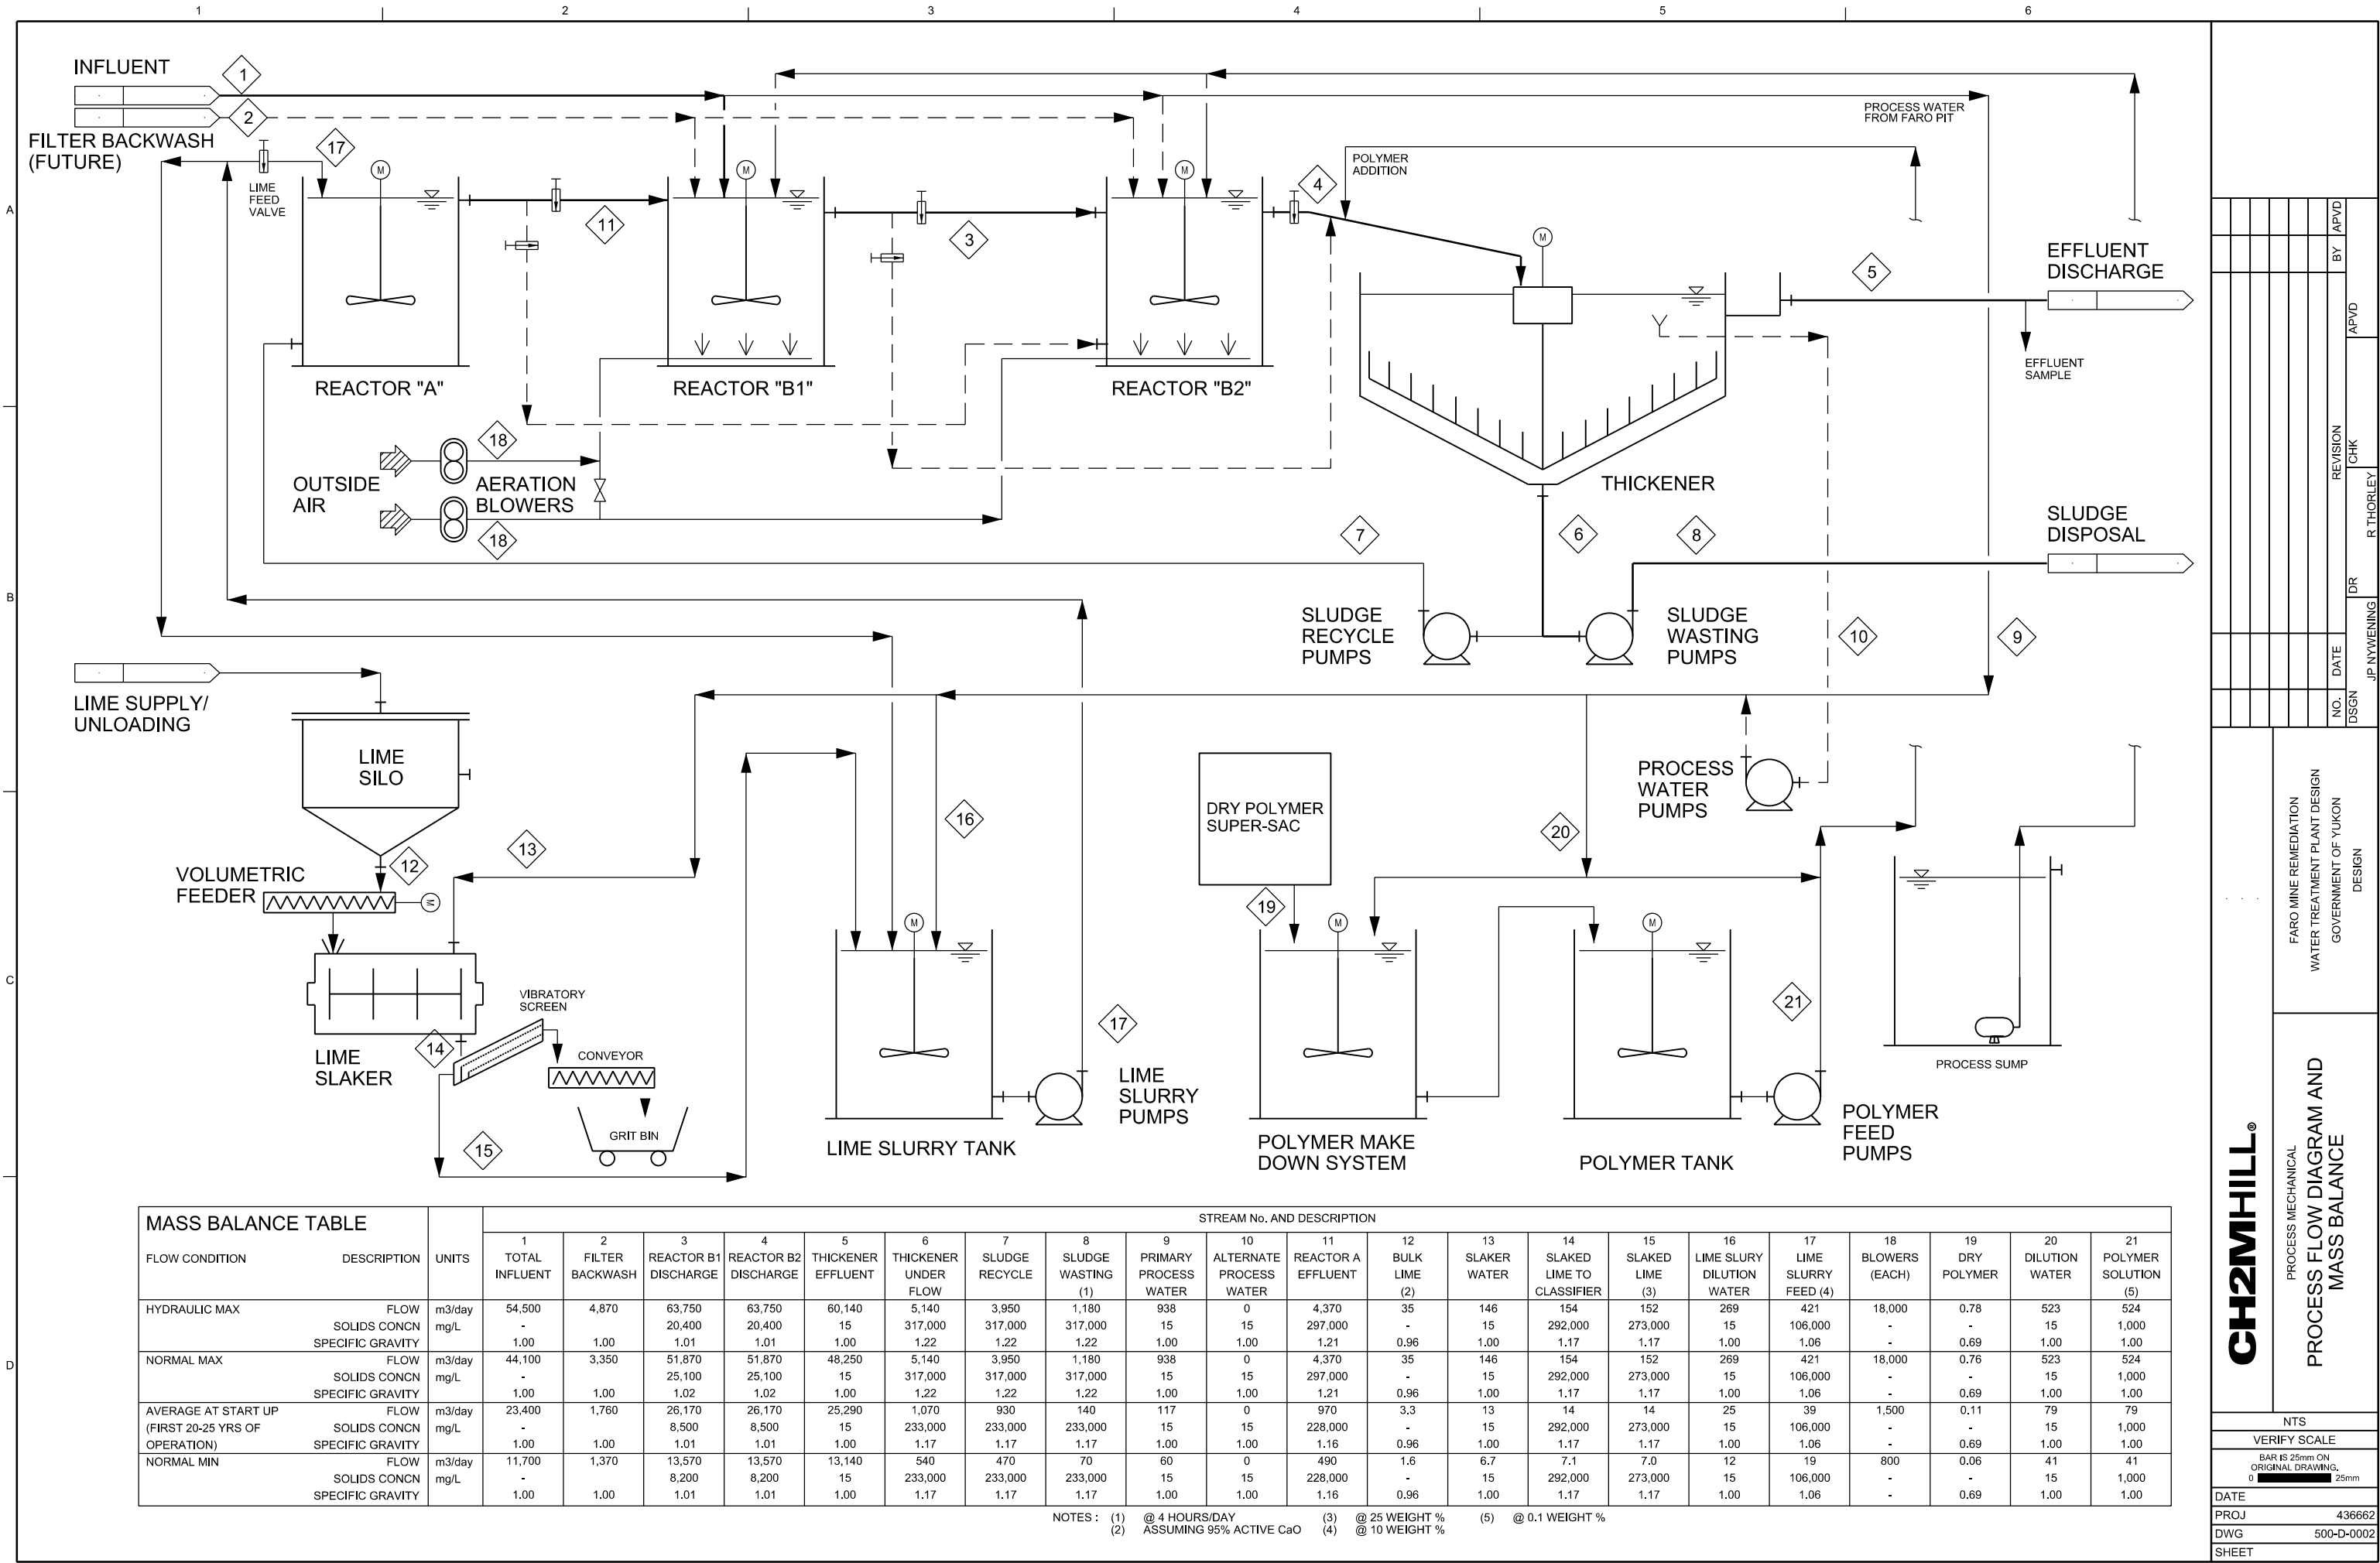 1 2 3 4 5 6
A
B
C
D
INFLUENT
1
2
FILTER BACKWASH
(FUTURE)
17
LIME
FEED
VALVE
M
REACTOR "A"
11
M
REACTOR "B1"
3
M
REACTOR "B2"
4
POLYMER
ADDITION
PROCESS WATER
FROM FARO PIT
M
5
EFFLUENT
DISCHARGE
EFFLUENT
SAMPLE
THICKENER
18
OUTSIDE
AIR
AERATION
BLOWERS
18
7
6
8
SLUDGE
DISPOSAL
SLUDGE
RECYCLE
PUMPS
SLUDGE
WASTING
PUMPS
10
9
LIME SUPPLY/
UNLOADING
LIME
SILO
12
13
VOLUMETRIC
FEEDER
M
LIME
SLAKER
14
VIBRATORY
SCREEN
CONVEYOR
GRIT BIN
15
16
M
LIME SLURRY TANK
17
LIME
SLURRY
PUMPS
DRY POLYMER
SUPER-SAC
19
M
POLYMER MAKE
DOWN SYSTEM
20
M
POLYMER TANK
PROCESS
WATER
PUMPS
21
POLYMER
FEED
PUMPS
PROCESS SUMP
MASS BALANCE TABLE
STREAM No. AND DESCRIPTION
FLOW CONDITION DESCRIPTION UNITS
1 2 3 4 5 6 7 8 9 10 11 12 13 14 15 16 17 18 19 20 21
TOTAL FILTER REACTOR B1 REACTOR B2 THICKENER THICKENER SLUDGE SLUDGE PRIMARY ALTERNATE REACTOR A BULK SLAKER SLAKED SLAKED LIME SLURY LIME BLOWERS DRY DILUTION POLYMER
INFLUENT BACKWASH DISCHARGE DISCHARGE EFFLUENT UNDER RECYCLE WASTING PROCESS PROCESS EFFLUENT LIME WATER LIME TO LIME DILUTION SLURRY (EACH) POLYMER WATER SOLUTION
FLOW (1) WATER WATER (2) CLASSIFIER (3) WATER FEED (4) (5)
HYDRAULIC MAX FLOW m3/day 54,500 4,870 63,750 63,750 60,140 5,140 3,950 1,180 938 0 4,370 35 146 154 152 269 421 18,000 0.78 523 524
SOLIDS CONCN mg/L - 20,400 20,400 15 317,000 317,000 317,000 15 15 297,000 - 15 292,000 273,000 15 106,000 - - 15 1,000
SPECIFIC GRAVITY 1.00 1.00 1.01 1.01 1.00 1.22 1.22 1.22 1.00 1.00 1.21 0.96 1.00 1.17 1.17 1.00 1.06 - 0.69 1.00 1.00
NORMAL MAX FLOW m3/day 44,100 3,350 51,870 51,870 48,250 5,140 3,950 1,180 938 0 4,370 35 146 154 152 269 421 18,000 0.76 523 524
SOLIDS CONCN mg/L - 25,100 25,100 15 317,000 317,000 317,000 15 15 297,000 - 15 292,000 273,000 15 106,000 - - 15 1,000
SPECIFIC GRAVITY 1.00 1.00 1.02 1.02 1.00 1.22 1.22 1.22 1.00 1.00 1.21 0.96 1.00 1.17 1.17 1.00 1.06 - 0.69 1.00 1.00
AVERAGE AT START UP FLOW m3/day 23,400 1,760 26,170 26,170 25,290 1,070 930 140 117 0 970 3.3 13 14 14 25 39 1,500 0.11 79 79
(FIRST 20-25 YRS OF SOLIDS CONCN mg/L - 8,500 8,500 15 233,000 233,000 233,000 15 15 228,000 - 15 292,000 273,000 15 106,000 - - 15 1,000
OPERATION) SPECIFIC GRAVITY 1.00 1.00 1.01 1.01 1.00 1.17 1.17 1.17 1.00 1.00 1.16 0.96 1.00 1.17 1.17 1.00 1.06 - 0.69 1.00 1.00
NORMAL MIN FLOW m3/day 11,700 1,370 13,570 13,570 13,140 540 470 70 60 0 490 1.6 6.7 7.1 7.0 12 19 800 0.06 41 41
SOLIDS CONCN mg/L - 8,200 8,200 15 233,000 233,000 233,000 15 15 228,000 - 15 292,000 273,000 15 106,000 - - 15 1,000
SPECIFIC GRAVITY 1.00 1.00 1.01 1.01 1.00 1.17 1.17 1.17 1.00 1.00 1.16 0.96 1.00 1.17 1.17 1.00 1.06 - 0.69 1.00 1.00
NOTES : (1) @ 4 HOURS/DAY (3) @ 25 WEIGHT % (5) @ 0.1 WEIGHT %
(2) ASSUMING 95% ACTIVE CaO (4) @ 10 WEIGHT %
NO. DATE REVISION BY APVD
DSGN DR CHK APVD
JP NYWENING R THORLEY
FARO MINE REMEDIATION
WATER TREATMENT PLANT DESIGN
GOVERNMENT OF YUKON
DESIGN
CH2MHILL®
PROCESS MECHANICAL
PROCESS FLOW DIAGRAM AND
MASS BALANCE
NTS
VERIFY SCALE
BAR IS 25mm ON
ORIGINAL DRAWING.
0 25mm
DATE
PROJ 436662
DWG 500-D-0002
SHEET